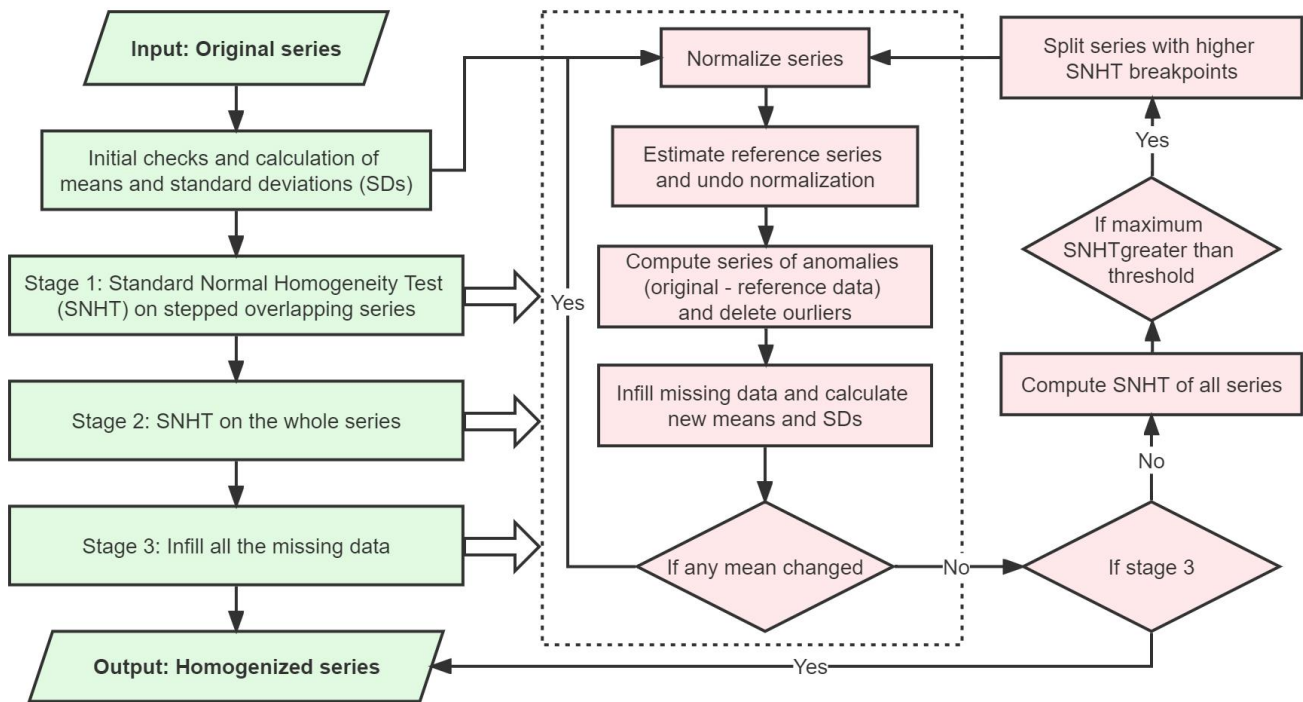 Input: Original series
Initial checks and calculation of
means and standard deviations (SDs)
Stage 1: Standard Normal Homogeneity Test
(SNHT) on stepped overlapping series
Stage 2: SNHT on the whole series
Stage 3: Infill all the missing data
Output: Homogenized series
Normalize series
Estimate reference series
and undo normalization
Compute series of anomalies
(original - reference data)
and delete ourliers
Infill missing data and calculate
new means and SDs
If any mean changed
Yes
No
If stage 3
Yes
No
Compute SNHT of all series
If maximum
SNHTgreater than
threshold
Yes
Split series with higher
SNHT breakpoints